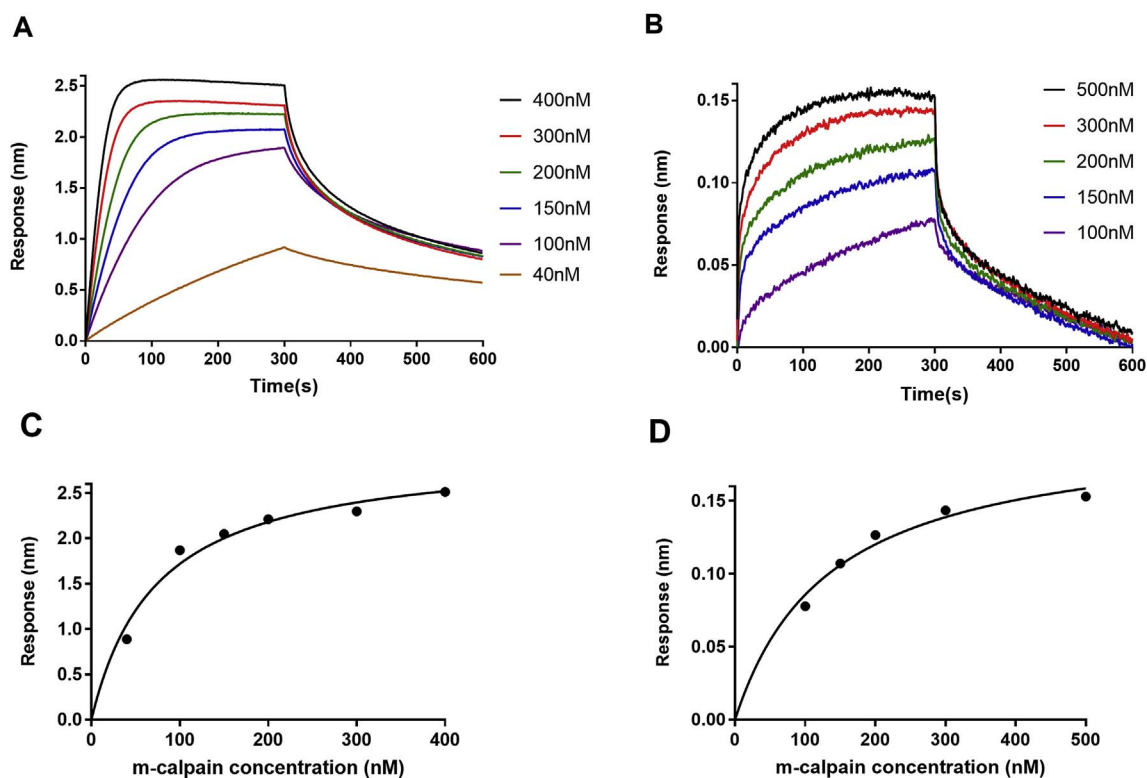 A
Response (nm)
2.5
2.0
1.5
1.0
0.5
0.0
0 100 200 300 400 500 600
Time(s)
400nM
300nM
200nM
150nM
100nM
40nM
B
Response (nm)
0.15
0.10
0.05
0.00
0 100 200 300 400 500 600
Time(s)
500nM
300nM
200nM
150nM
100nM
C
Response (nm)
2.5
2.0
1.5
1.0
0.5
0.0
0 100 200 300 400
m-calpain concentration (nM)
D
Response (nm)
0.15
0.10
0.05
0.00
0 100 200 300 400 500
m-calpain concentration (nM)